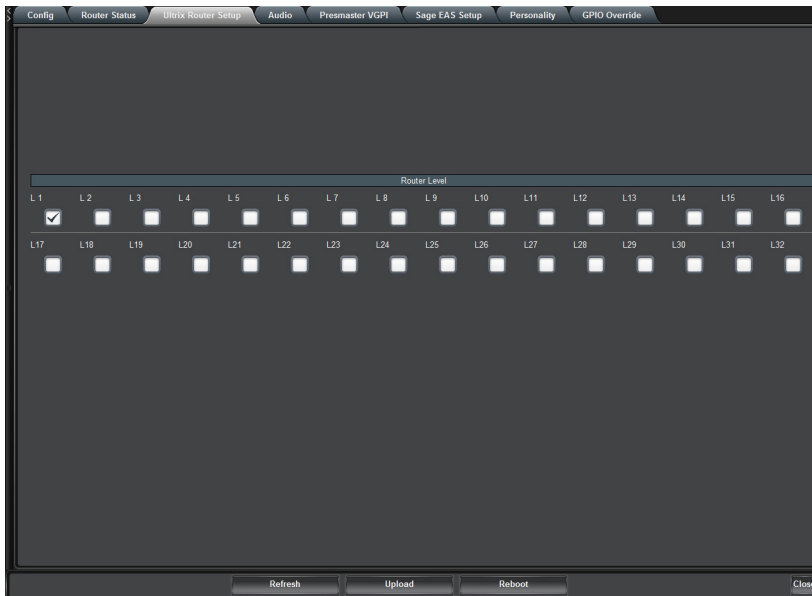 Config Router Status Ultrix Router Setup Audio Presmaster VGPI Sage EAS Setup Personality GPIO Override
Router Level
L 1 L 2 L 3 L 4 L 5 L 6 L 7 L 8 L 9 L10 L11 L12 L13 L14 L15 L16
L17 L18 L19 L20 L21 L22 L23 L24 L25 L26 L27 L28 L29 L30 L31 L32
Refresh Upload Reboot Close